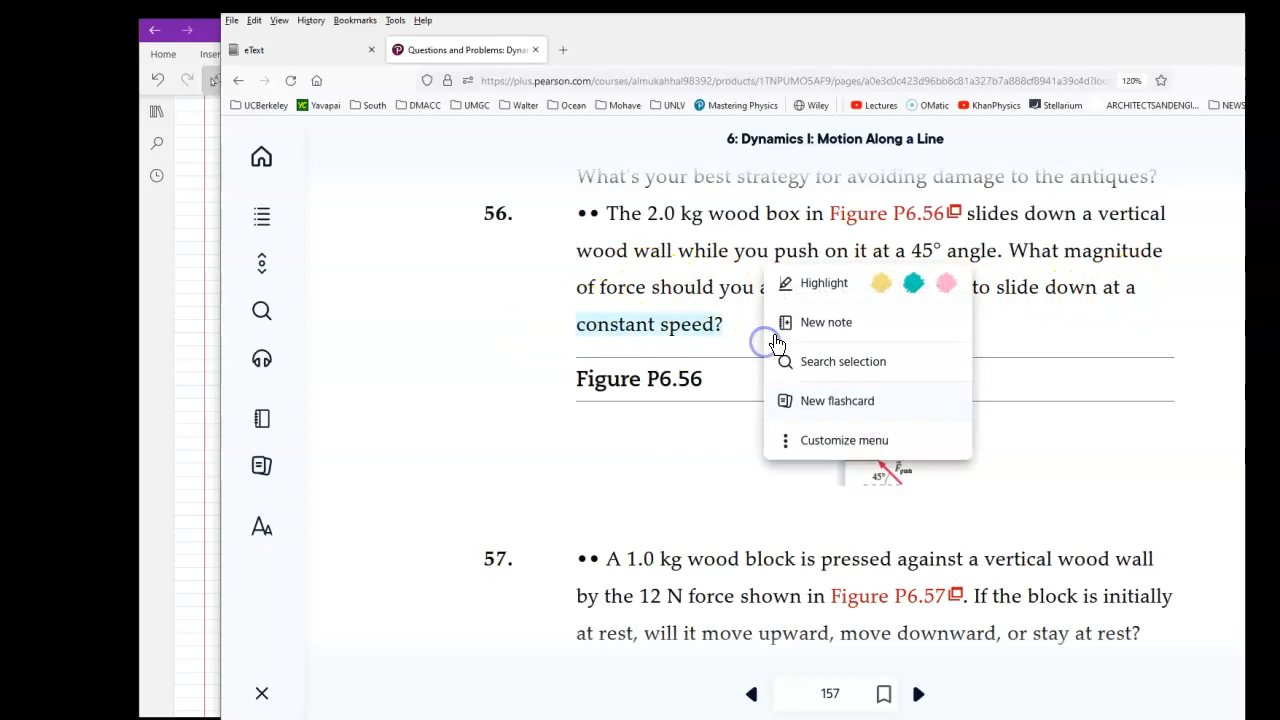 File Edit View History Bookmarks Tools Help
eText
Questions and Problems: Dyna
Home
Inser
https://plus.pearson.com/courses/almukahhal98392/products/
120%
UCBerkeley Yavapai South DMACC UMGC Walter Ocean Mohave UNLV Mastering Physics Wiley Lectures OMatic KhanPhysics Stellarium ARCHITECTSANDENGI... NEWS
6: Dynamics I: Motion Along a Line
What's your best strategy for avoiding damage to the antiques?
56. •• The 2.0 kg wood box in Figure P6.56 slides down a vertical
wood wall while you push on it at a 45° angle. What magnitude
of force should you a to slide down at a
constant speed?
Highlight
New note
Search selection
New flashcard
Customize menu
Figure P6.56
45°
57. •• A 1.0 kg wood block is pressed against a vertical wood wall
by the 12 N force shown in Figure P6.57. If the block is initially
at rest, will it move upward, move downward, or stay at rest?
157